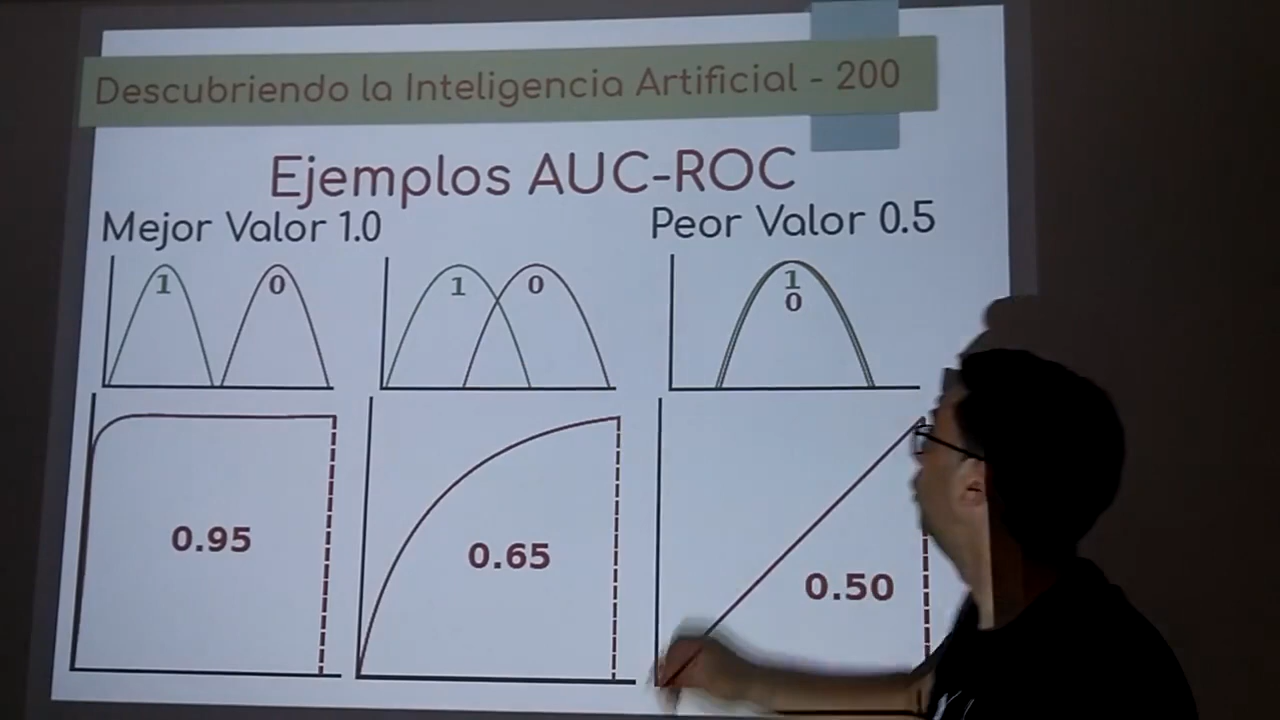 Descubriendo la Inteligencia Artificial - 200
Ejemplos AUC-ROC
Mejor Valor 1.0
Peor Valor 0.5
1 0
1 0
1
0
0.95
0.65
0.50